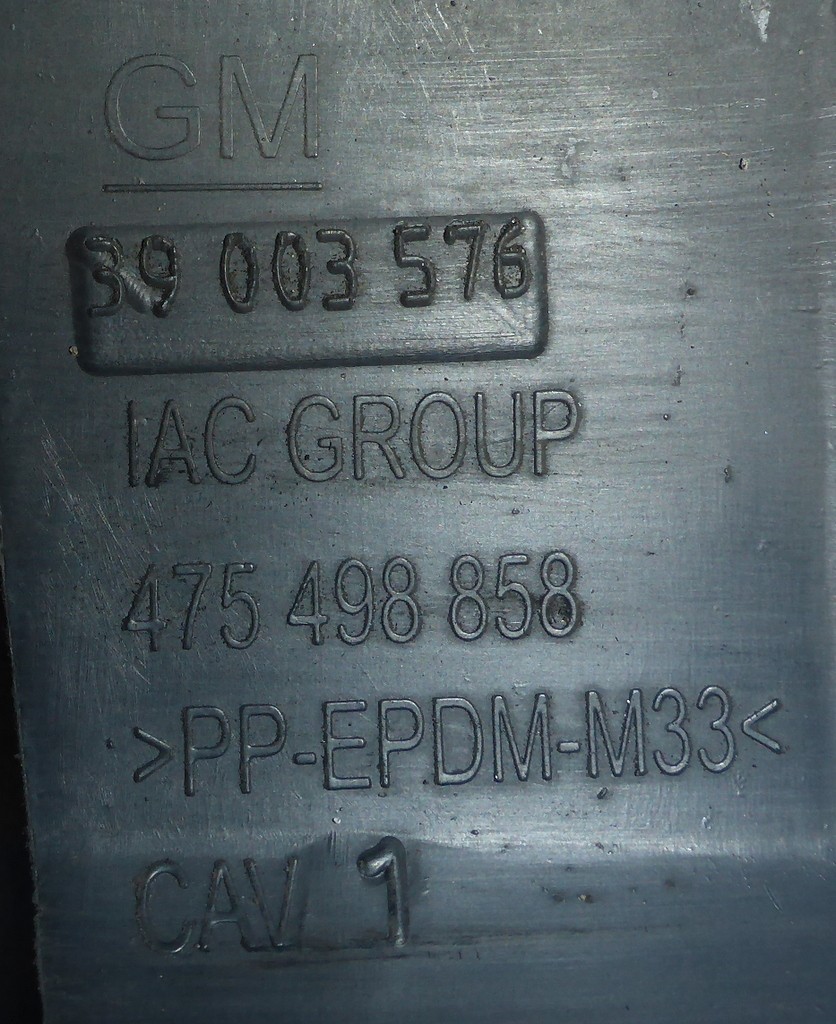 GM
39 003 576
IAC GROUP
475 498 858
>PP-EPDM-M33<
CAV 1